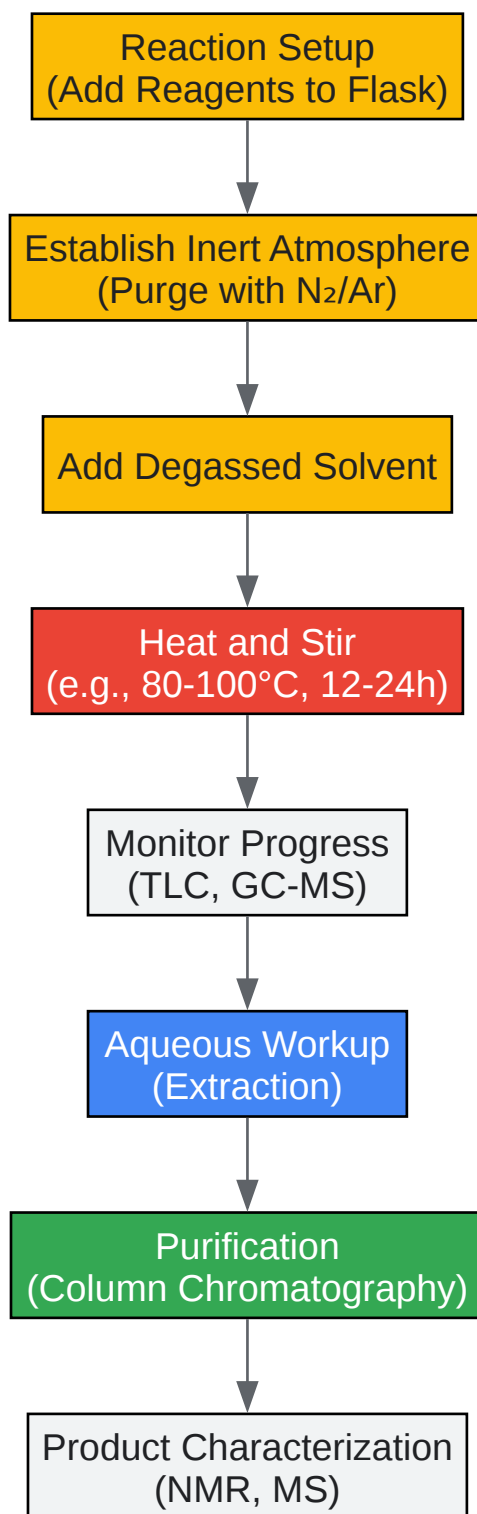 Reaction Setup
(Add Reagents to Flask)
Establish Inert Atmosphere
(Purge with N₂/Ar)
Add Degassed Solvent
Heat and Stir
(e.g., 80-100°C, 12-24h)
Monitor Progress
(TLC, GC-MS)
Aqueous Workup
(Extraction)
Purification
(Column Chromatography)
Product Characterization
(NMR, MS)